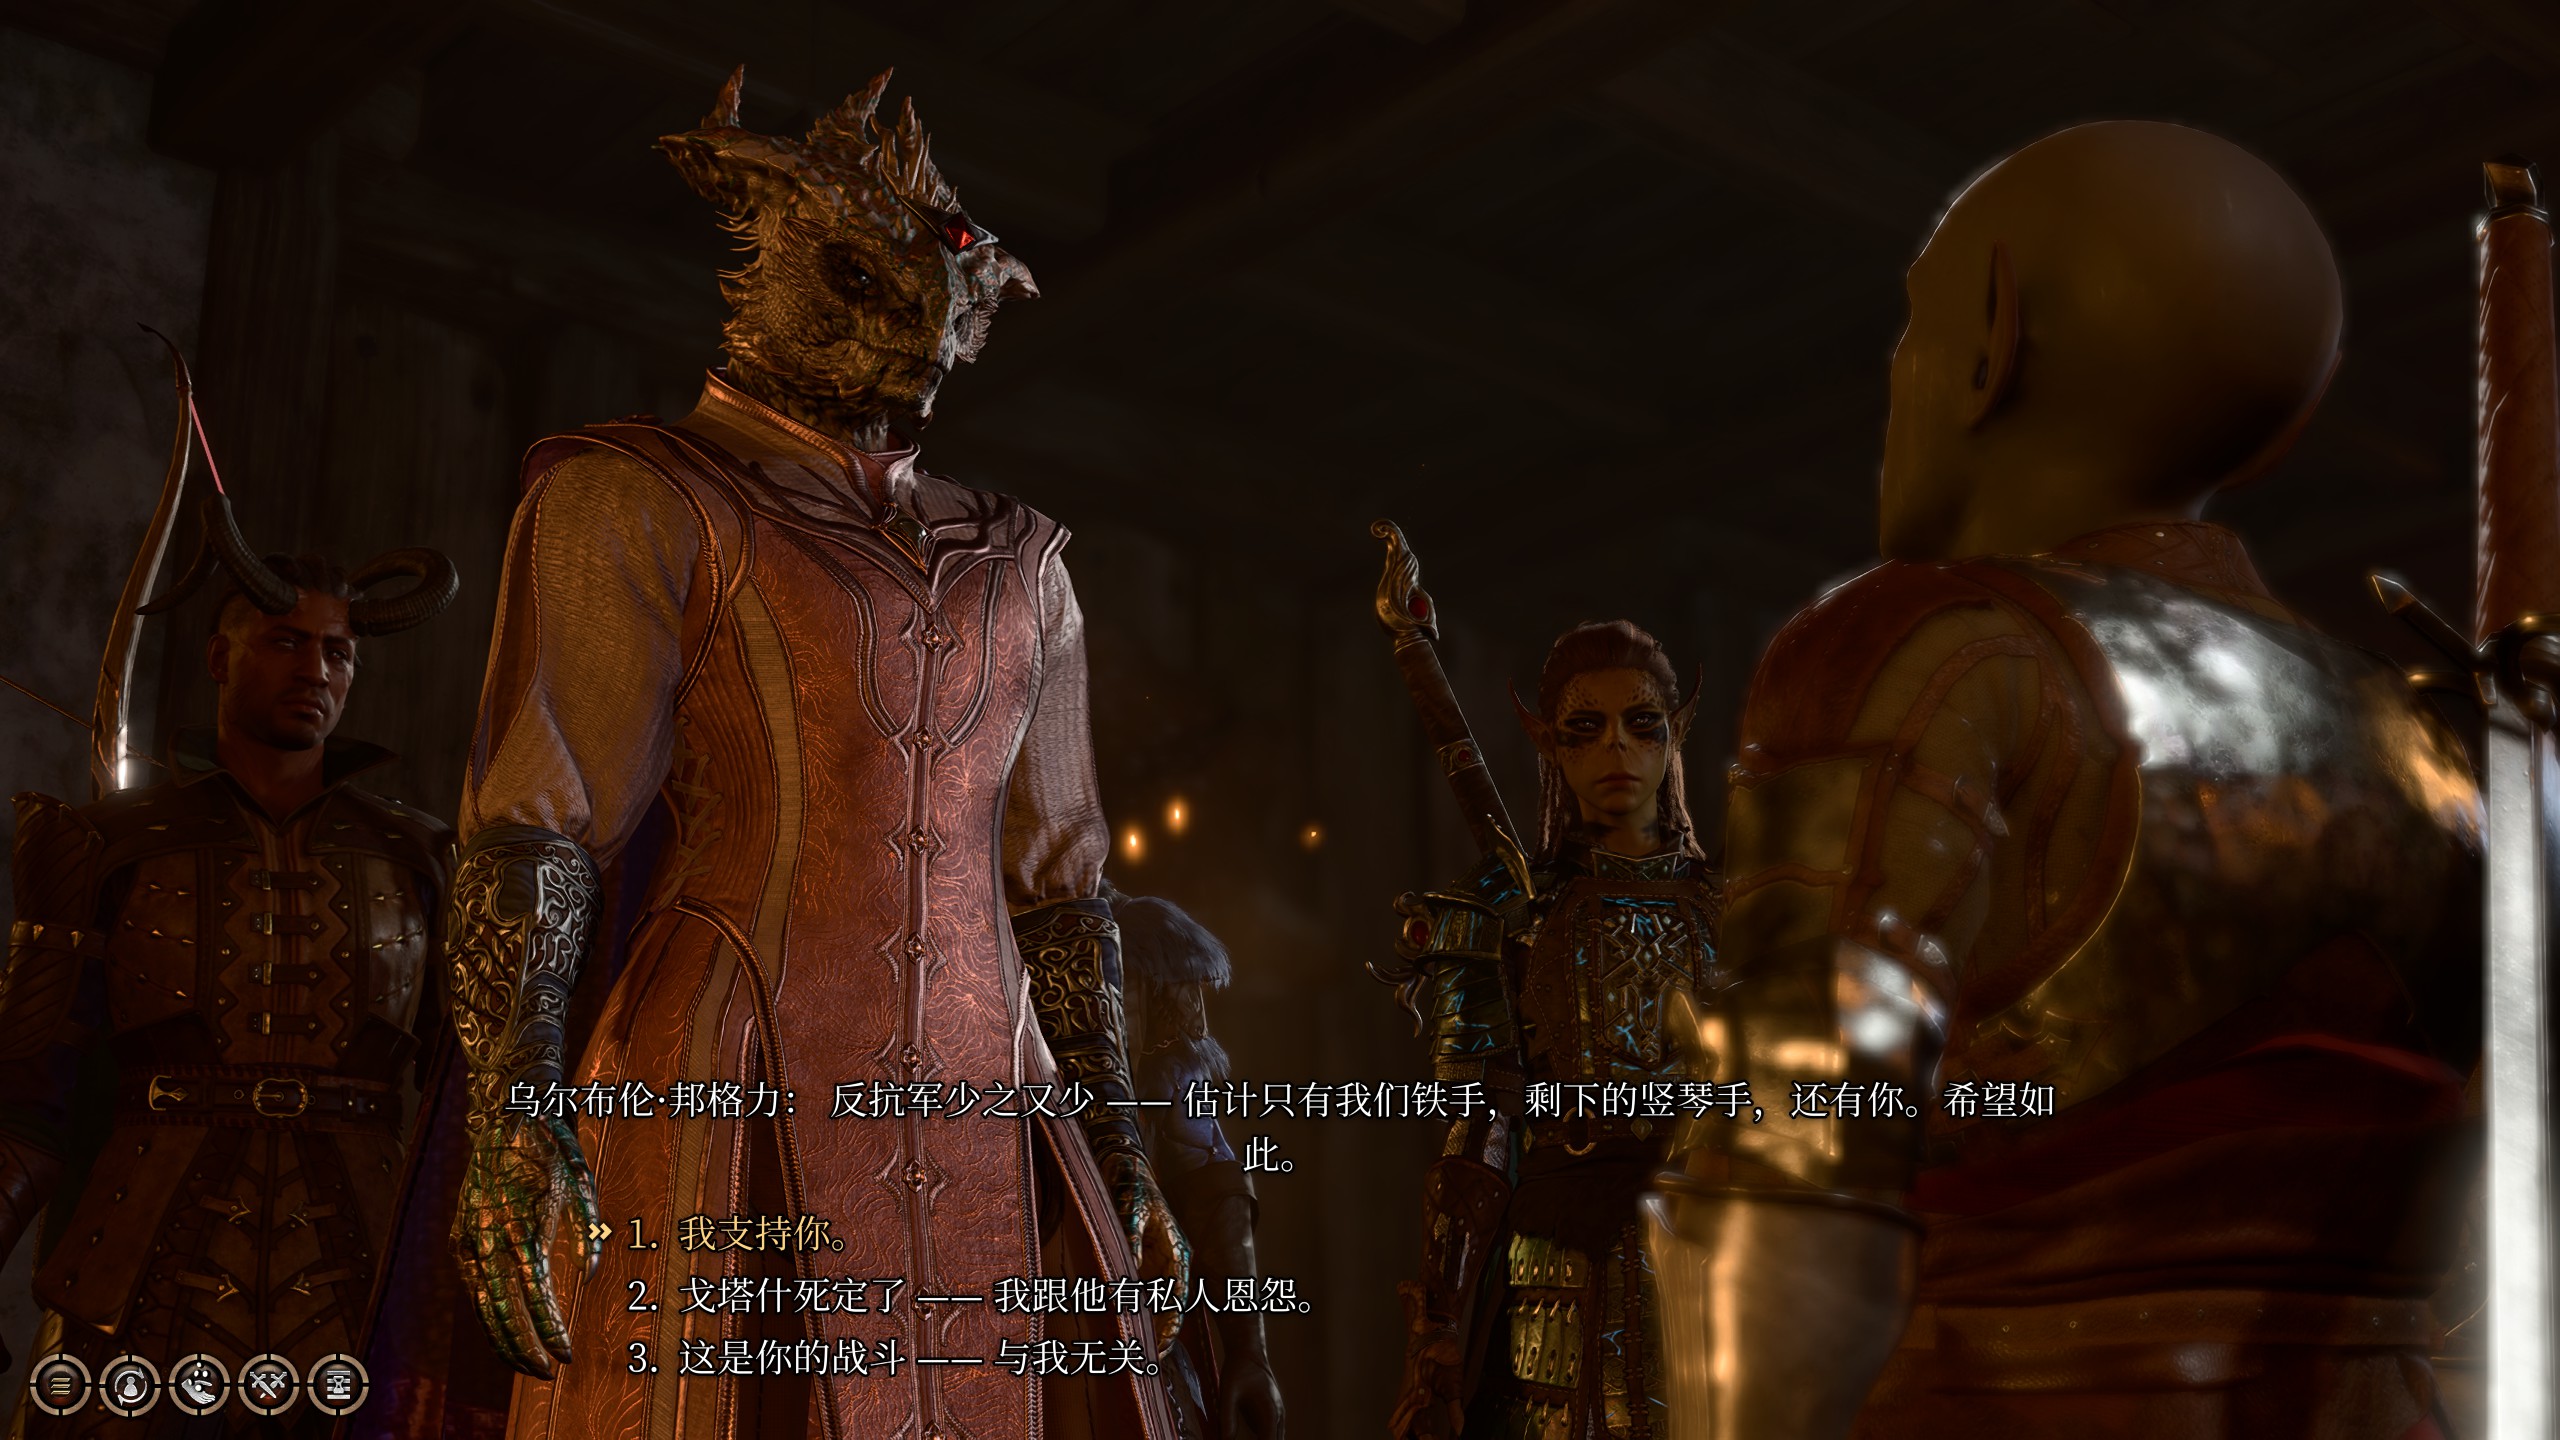 乌尔布伦·邦格力： 反抗军少之又少 —— 估计只有我们铁手，剩下的竖琴手，还有你。希望如
此。
1. 我支持你。
2. 戈塔什死定了 —— 我跟他有私人恩怨。
3. 这是你的战斗 —— 与我无关。